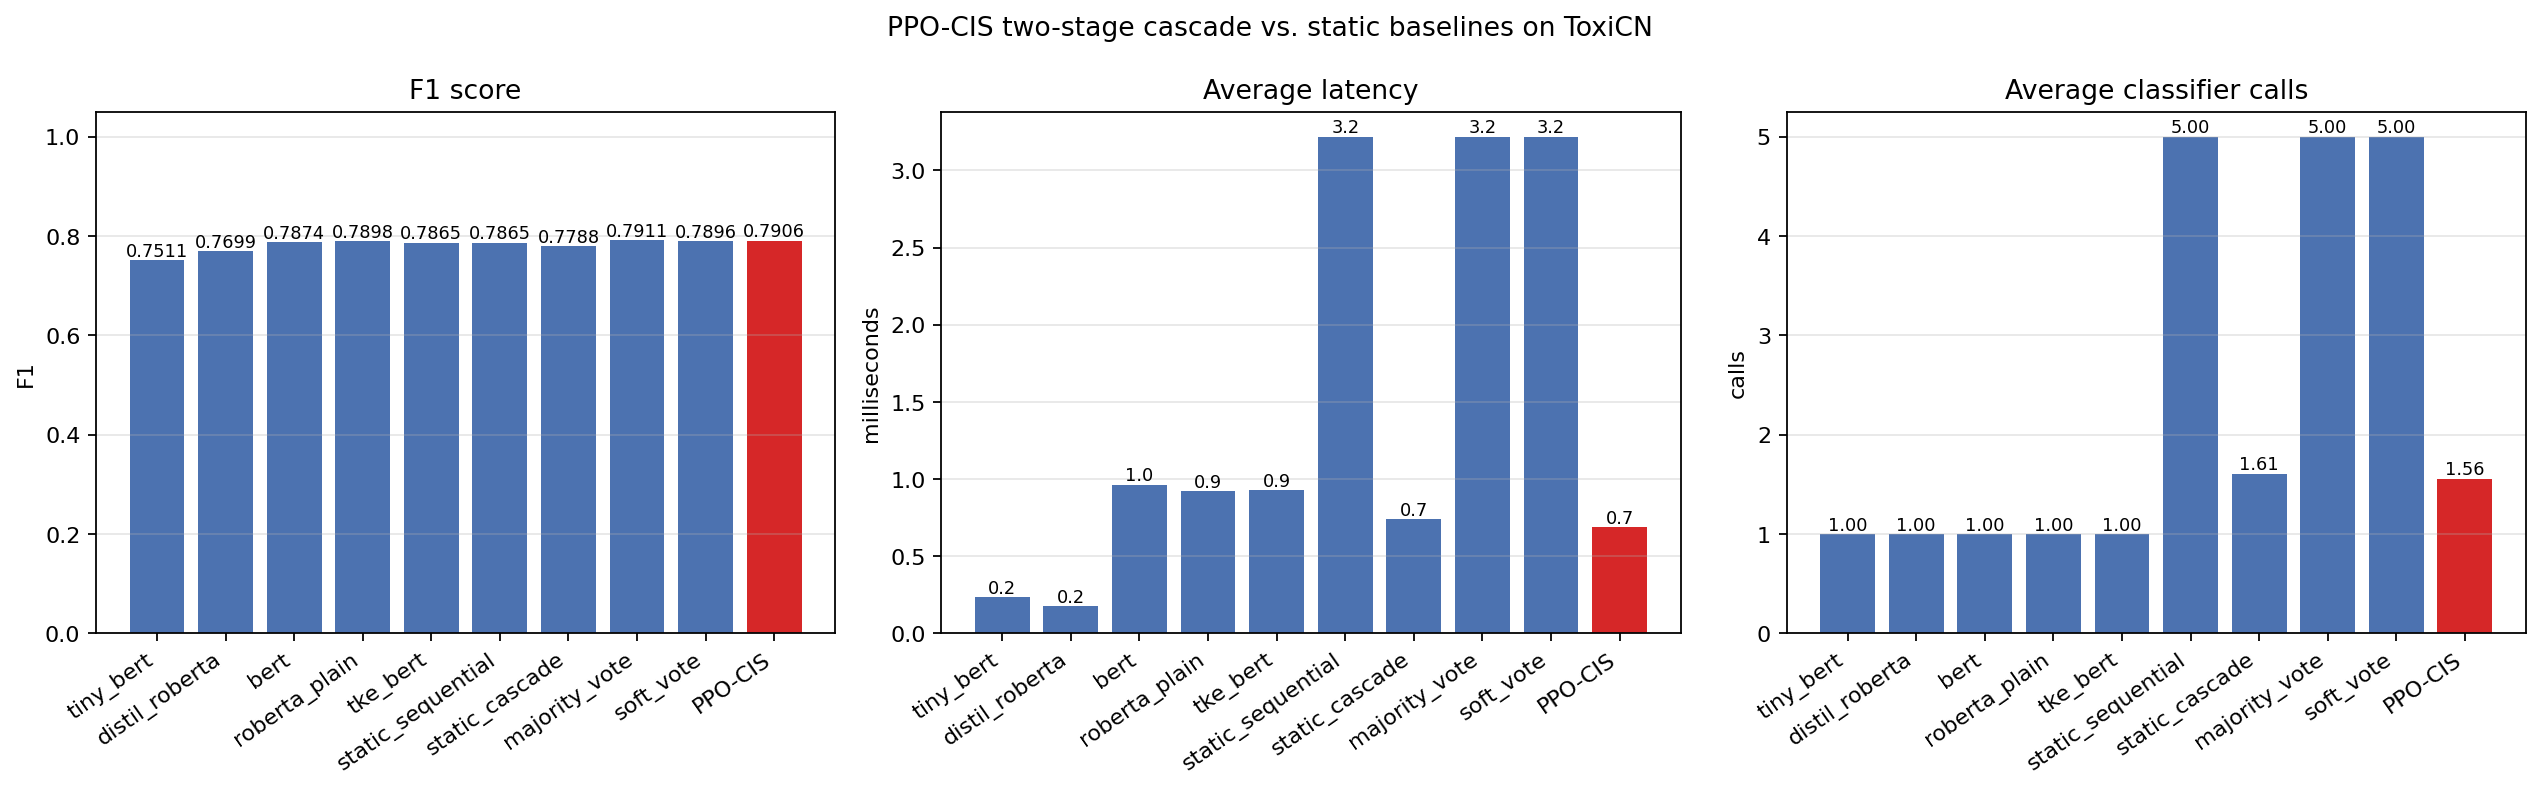 PPO-CIS two-stage cascade vs. static baselines on ToxiCN
F1 score
F1
1.0
0.8
0.6
0.4
0.2
0.0
0.7511
0.7699
0.7874
0.7898
0.7865
0.7865
0.7788
0.7911
0.7896
0.7906
tiny_bert
distil_roberta
bert
roberta_plain
tke_bert
static_sequential
static_cascade
majority_vote
soft_vote
PPO-CIS
Average latency
milliseconds
3.0
2.5
2.0
1.5
1.0
0.5
0.0
0.2
0.2
1.0
0.9
0.9
3.2
0.7
3.2
3.2
0.7
tiny_bert
distil_roberta
bert
roberta_plain
tke_bert
static_sequential
static_cascade
majority_vote
soft_vote
PPO-CIS
Average classifier calls
calls
5
4
3
2
1
0
1.00
1.00
1.00
1.00
1.00
5.00
1.61
5.00
5.00
1.56
tiny_bert
distil_roberta
bert
roberta_plain
tke_bert
static_sequential
static_cascade
majority_vote
soft_vote
PPO-CIS